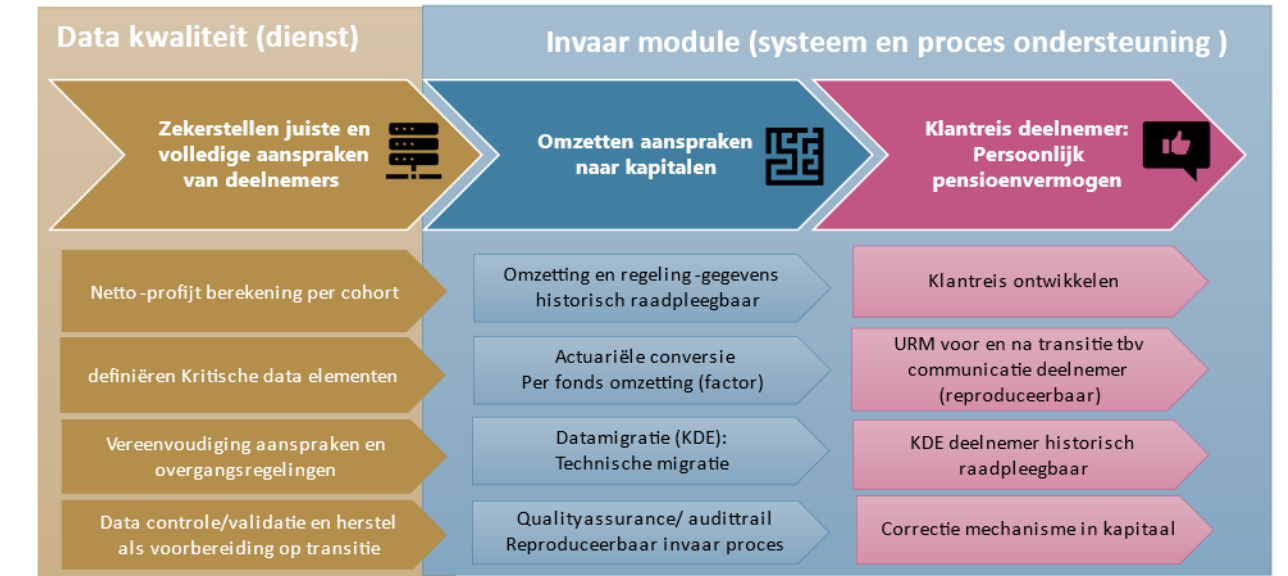 Data kwaliteit (dienst)
Invaar module (systeem en proces ondersteuning )
Zekerstellen juiste en
volledige aanspraken
van deelnemers
Omzetten aanspraken
naar kapitalen
Klantreis deelnemer:
Persoonlijk
pensioenvermogen
Netto -profijt berekening per cohort
definiëren Kritische data elementen
Vereenvoudiging aanspraken en
overgangsregelingen
Data controle/validatie en herstel
als voorbereiding op transitie
Omzetting en regeling -gegevens
historisch raadpleegbaar
Actuariële conversie
Per fonds omzetting (factor)
Datamigratie (KDE):
Technische migratie
Qualityassurance/ audittrail
Reproduceerbaar invaar proces
Klantreis ontwikkelen
URM voor en na transitie tbv
communicatie deelnemer
(reproduceerbaar)
KDE deelnemer historisch
raadpleegbaar
Correctie mechanisme in kapitaal